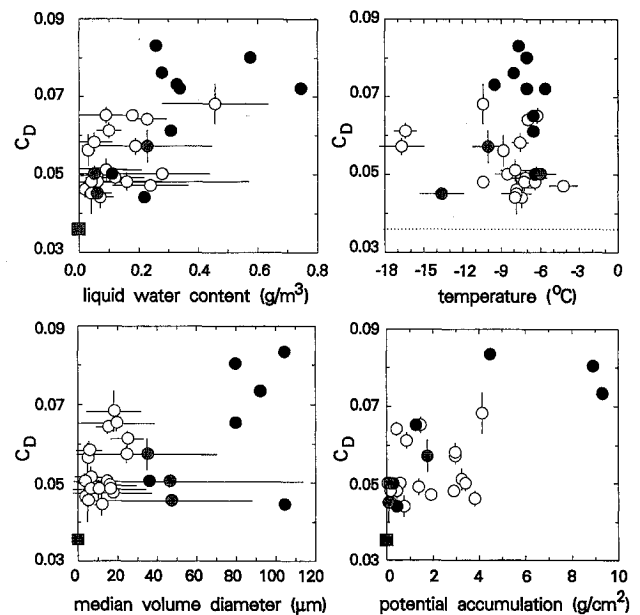 0.09
0.07
C_D
0.05
0.03
0.0 0.2 0.4 0.6 0.8
liquid water content (g/m³)
-18 -15 -12 -9 -6 -3 0
temperature (°C)
0.09
0.07
C_D
0.05
0.03
0 20 40 60 80 100 120
median volume diameter (μm)
0.09
0.07
C_D
0.05
0.03
0 2 4 6 8 10
potential accumulation (g/cm²)
0.09
0.07
C_D
0.05
0.03